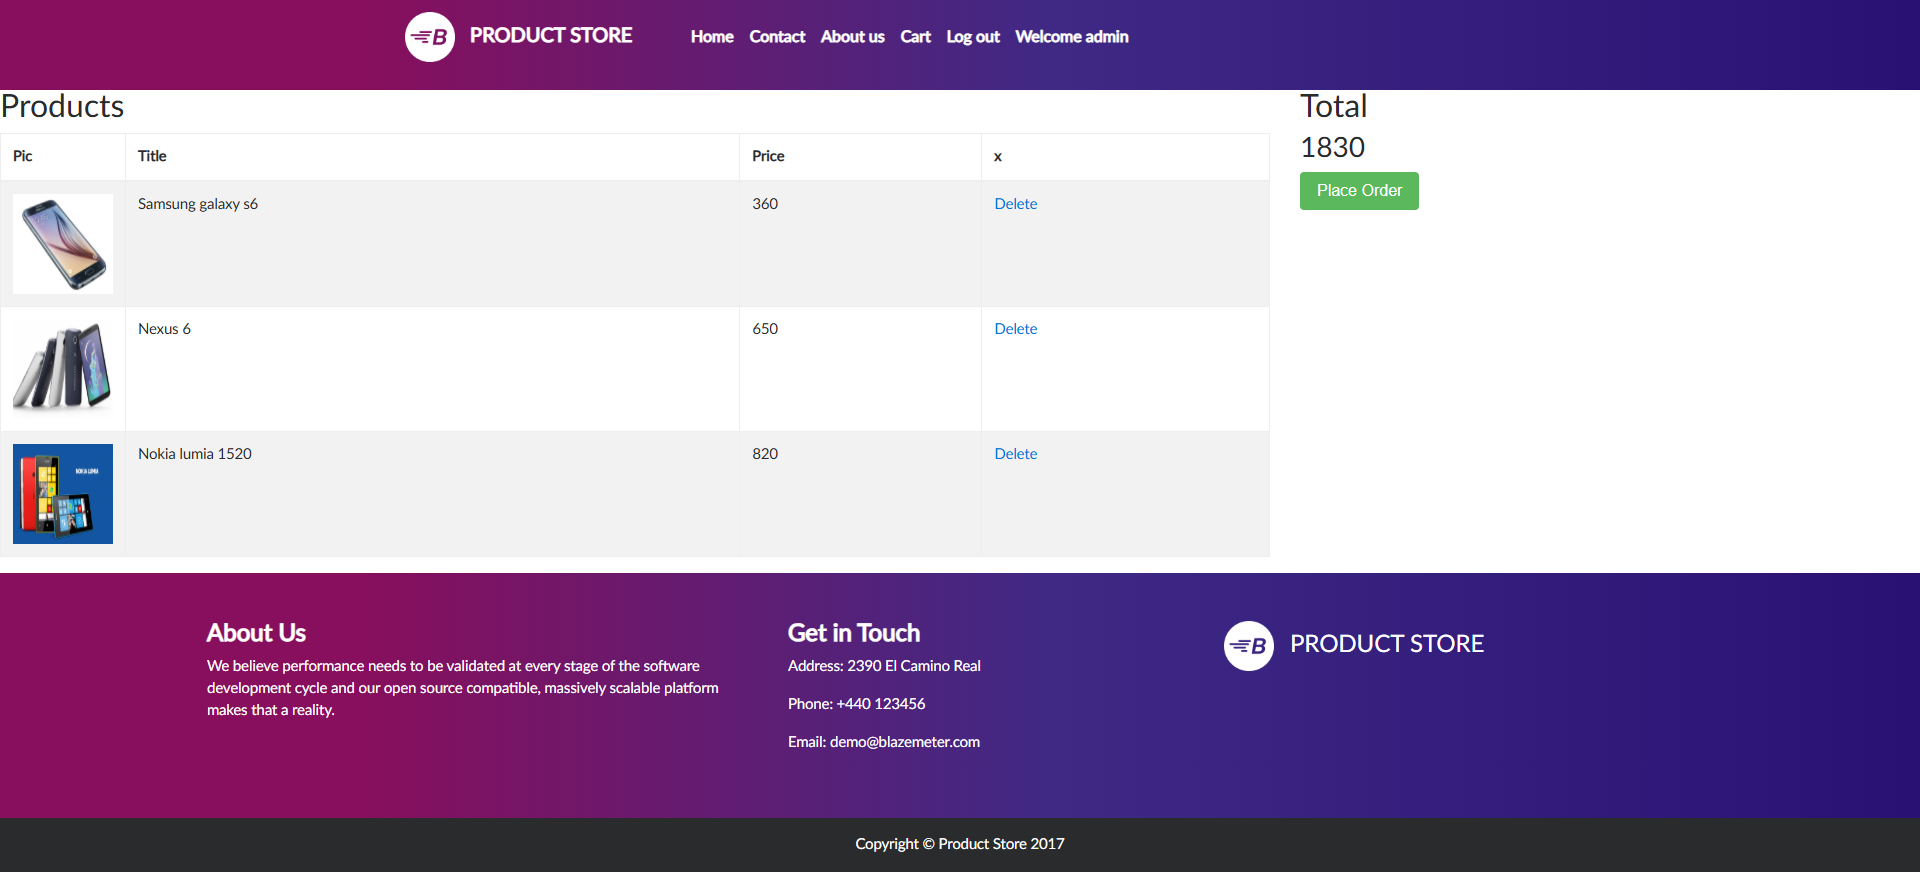 B PRODUCT STORE Home Contact About us Cart Log out Welcome admin
Products
Pic Title Price x
Samsung galaxy s6 360 Delete
Nexus 6 650 Delete
NOKIA LUMIA
Nokia lumia 1520 820 Delete
Total
1830
Place Order
About Us
We believe performance needs to be validated at every stage of the software
development cycle and our open source compatible, massively scalable platform
makes that a reality.
Get in Touch
Address: 2390 El Camino Real
Phone: +440 123456
Email: demo@blazemeter.com
B PRODUCT STORE
Copyright © Product Store 2017